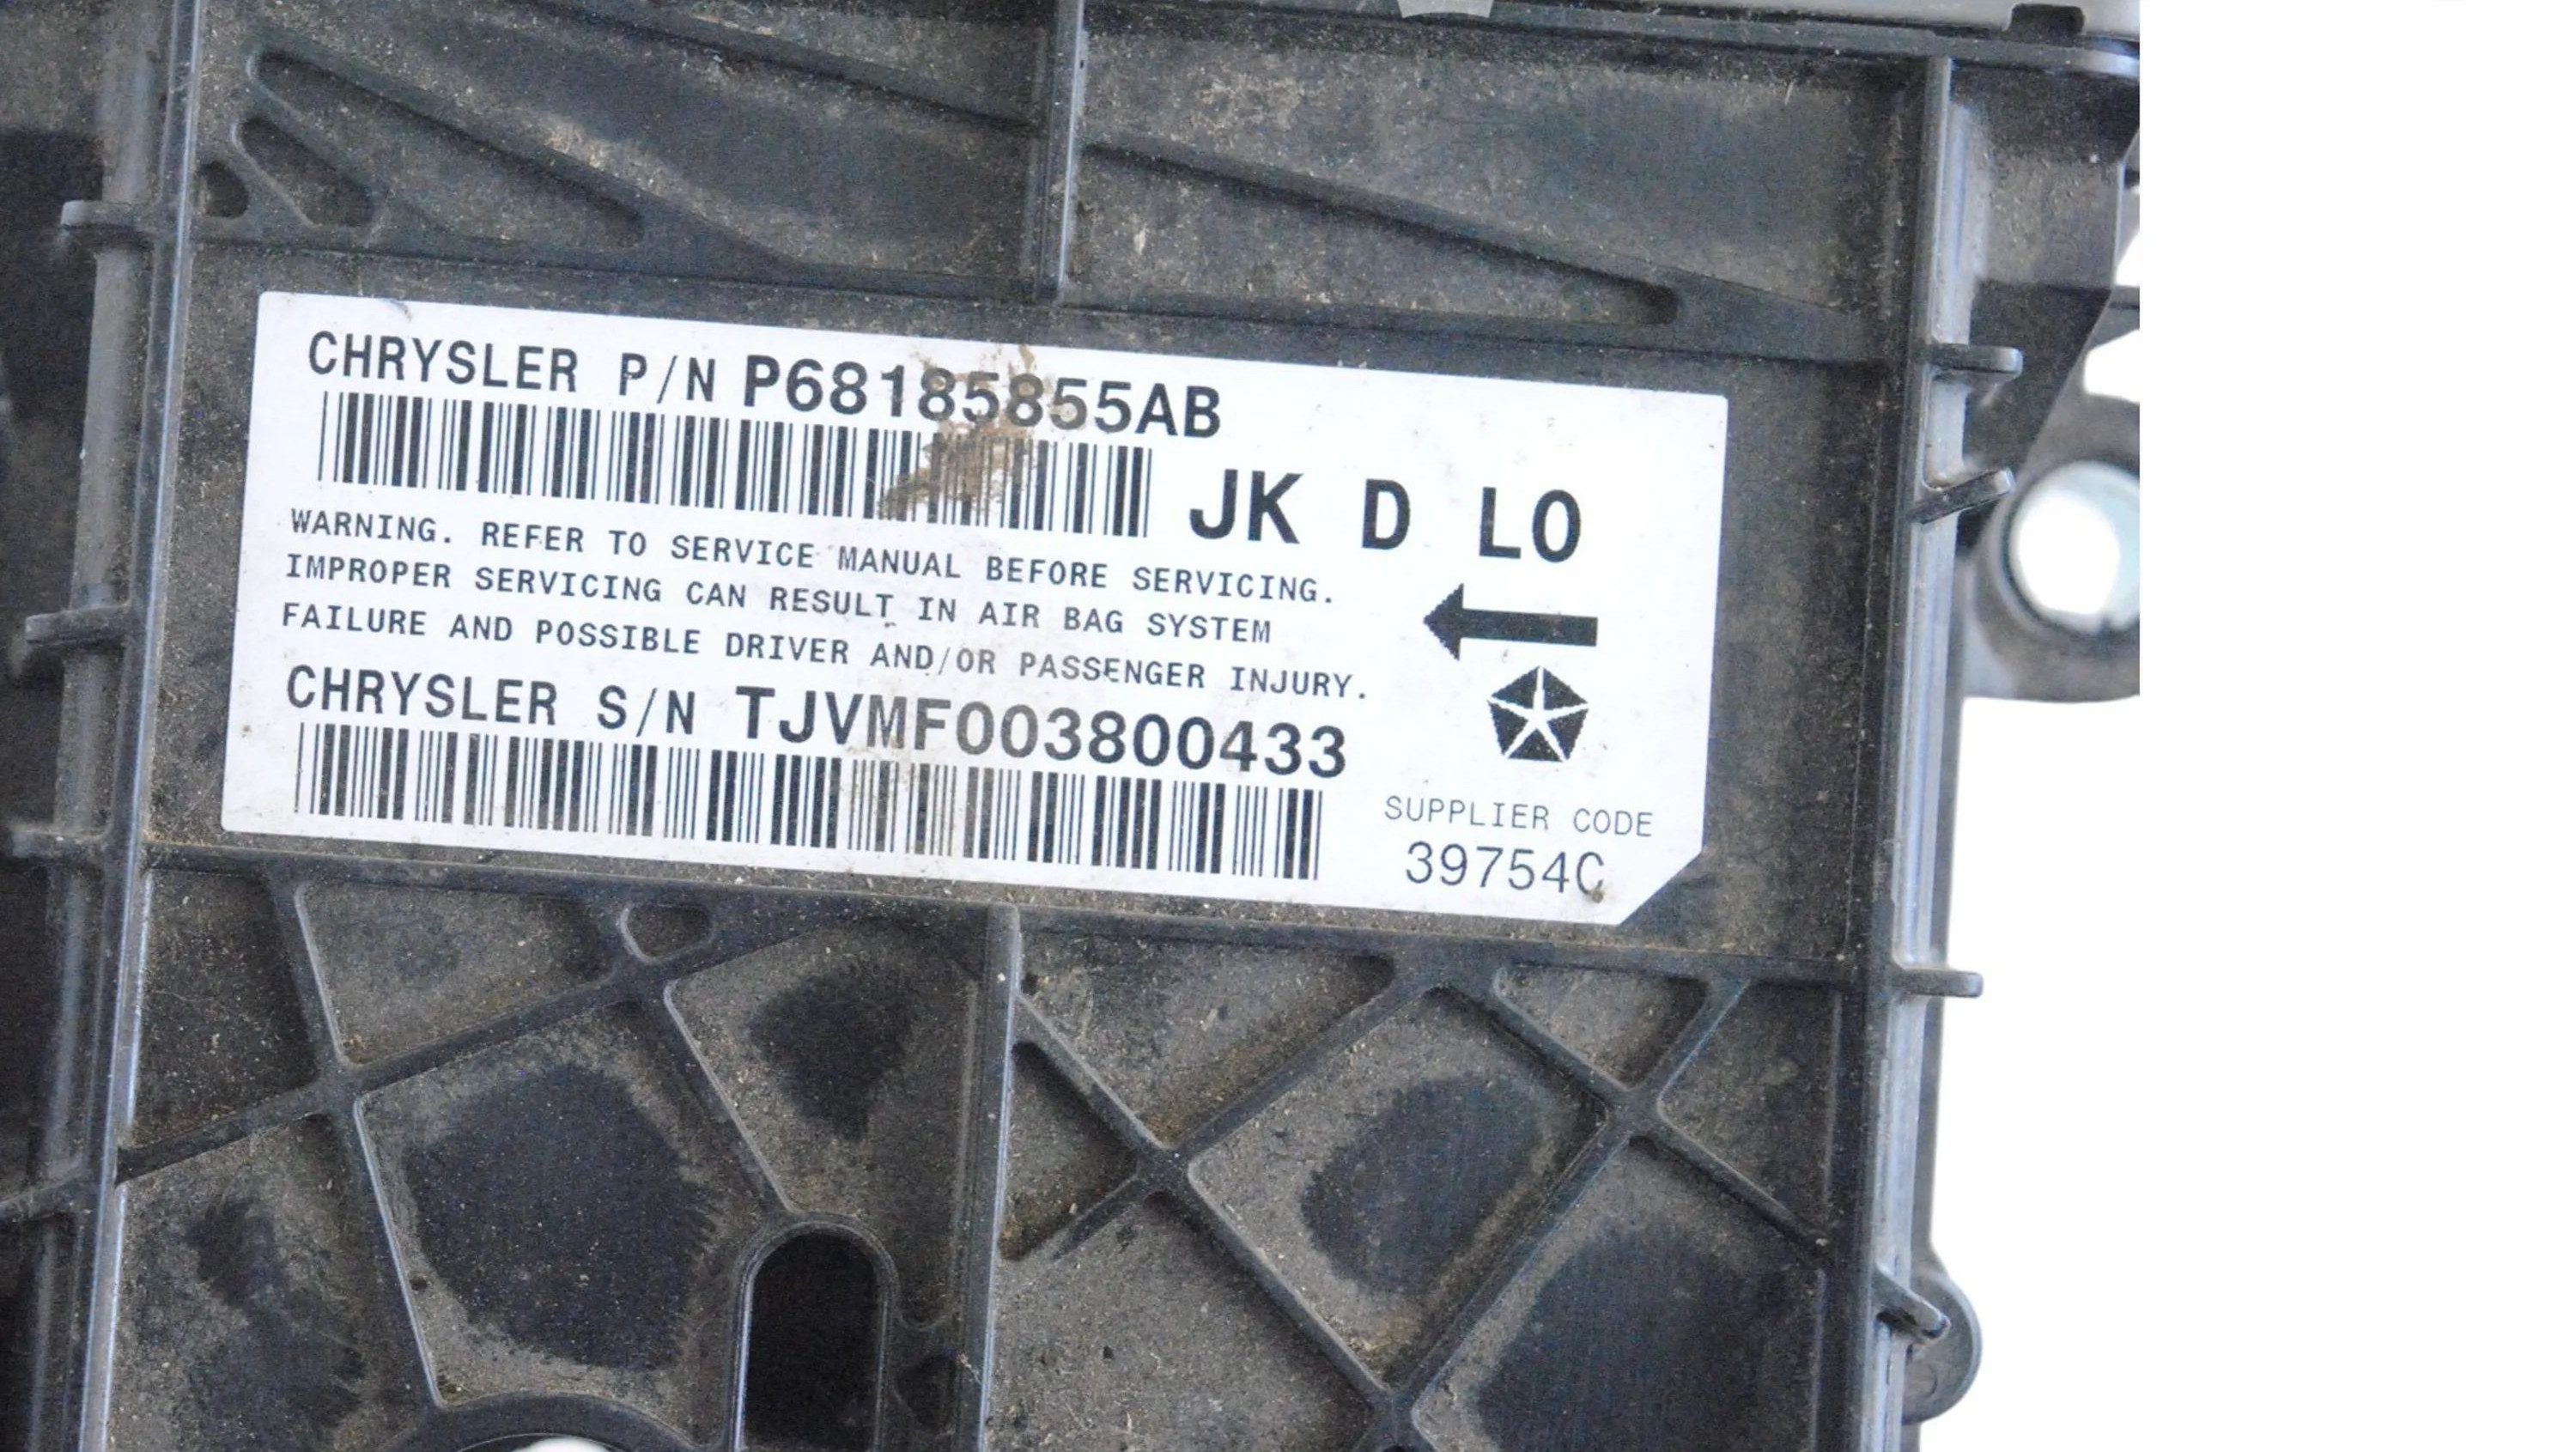 CHRYSLER P/N P68185855AB
JK D LO
WARNING. REFER TO SERVICE MANUAL BEFORE SERVICING.
IMPROPER SERVICING CAN RESULT IN AIR BAG SYSTEM
FAILURE AND POSSIBLE DRIVER AND/OR PASSENGER INJURY.
CHRYSLER S/N TJVMF003800433
SUPPLIER CODE
39754C